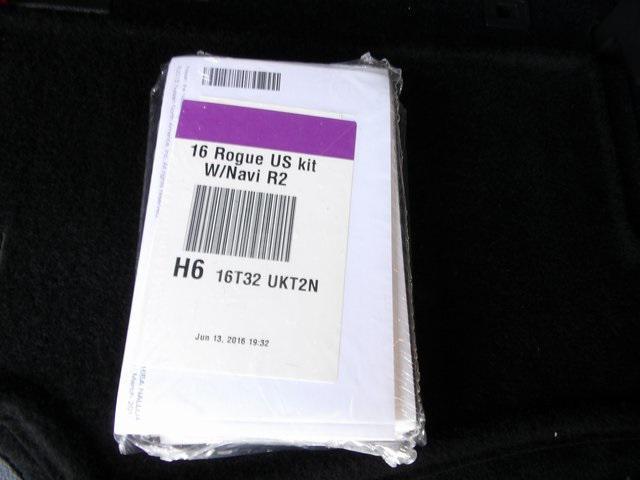 16 Rogue US kit
W/Navi R2
H6 16T32 UKT2N
Jun 13, 2016 19:32